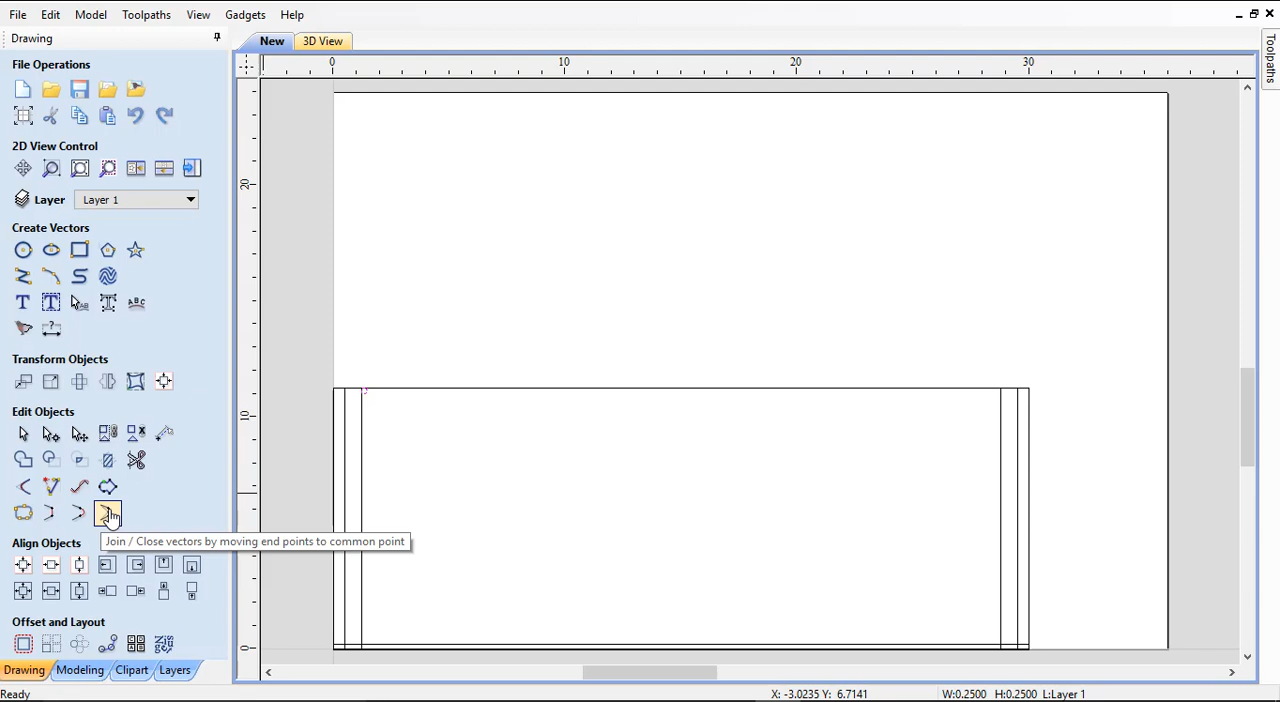 File Edit Model Toolpaths View Gadgets Help
Drawing
New 3D View
Toolpaths
File Operations
0 10 20 30
2D View Control
20
Layer Layer 1
Create Vectors
Transform Objects
Edit Objects
10
Join / Close vectors by moving end points to common point
Align Objects
Offset and Layout
0
Drawing Modeling Clipart Layers
Ready X: -3.0235 Y: 6.7141 W:0.2500 H:0.2500 L:Layer 1